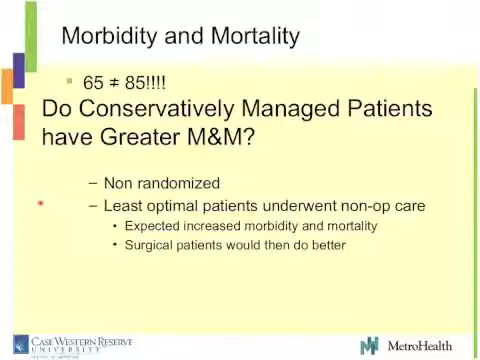 Morbidity and Mortality
65 ≠ 85!!!!
Do Conservatively Managed Patients
have Greater M&M?
– Non randomized
– Least optimal patients underwent non-op care
• Expected increased morbidity and mortality
• Surgical patients would then do better
CASE WESTERN RESERVE
UNIVERSITY
MetroHealth